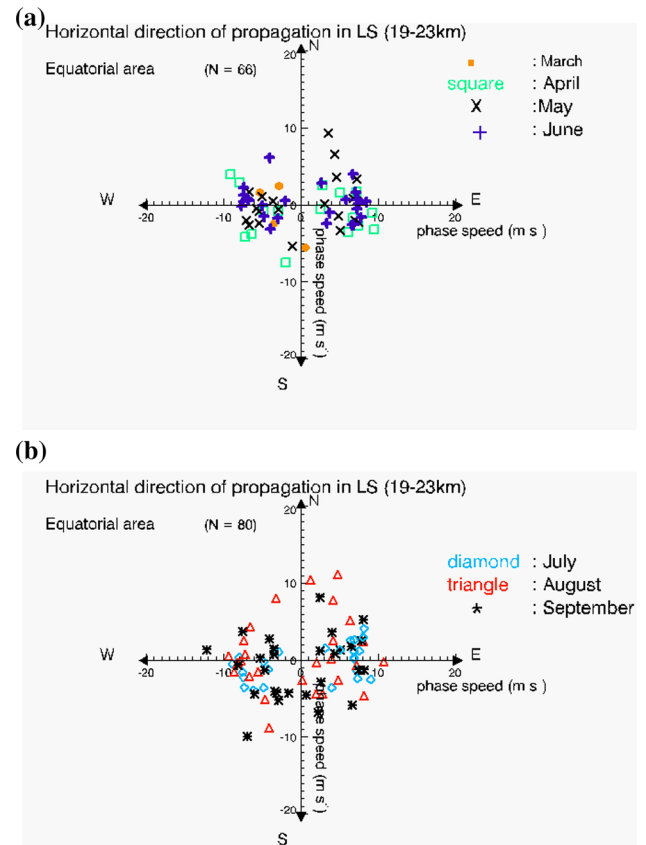 (a)
Horizontal direction of propagation in LS (19-23km)
N
Equatorial area (N = 66)
: March
square : April
: May
: June
20
10
W E
-20 -10 0 10 20
phase speed (m s )
phase speed (m s )
-10
-20
S
(b)
Horizontal direction of propagation in LS (19-23km)
N
Equatorial area (N = 80)
diamond : July
triangle : August
: September
20
10
W E
-20 -10 0 10 20
phase speed (m s )
phase speed (m s )
-10
-20
S